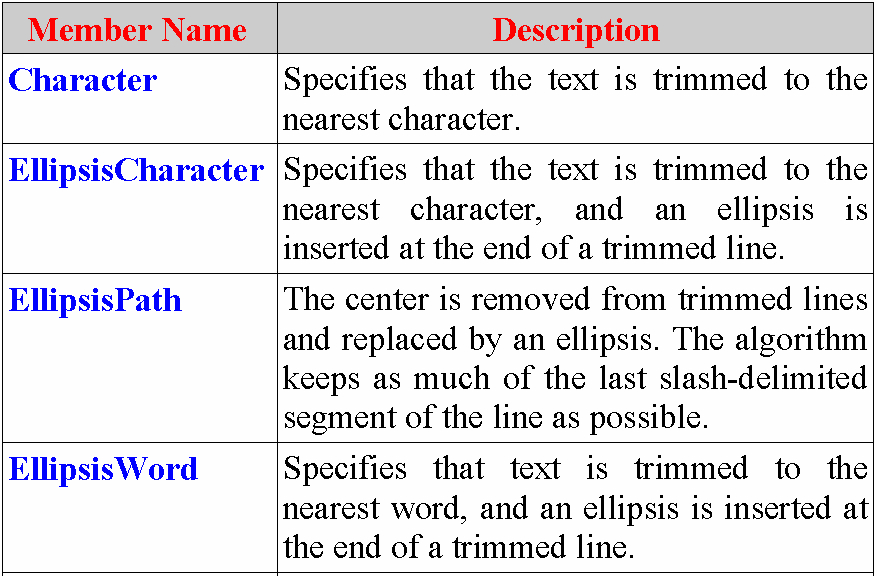 Member Name Description
Character Specifies that the text is trimmed to the
nearest character.
EllipsisCharacter Specifies that the text is trimmed to the
nearest character, and an ellipsis is
inserted at the end of a trimmed line.
EllipsisPath The center is removed from trimmed lines
and replaced by an ellipsis. The algorithm
keeps as much of the last slash-delimited
segment of the line as possible.
EllipsisWord Specifies that text is trimmed to the
nearest word, and an ellipsis is inserted at
the end of a trimmed line.